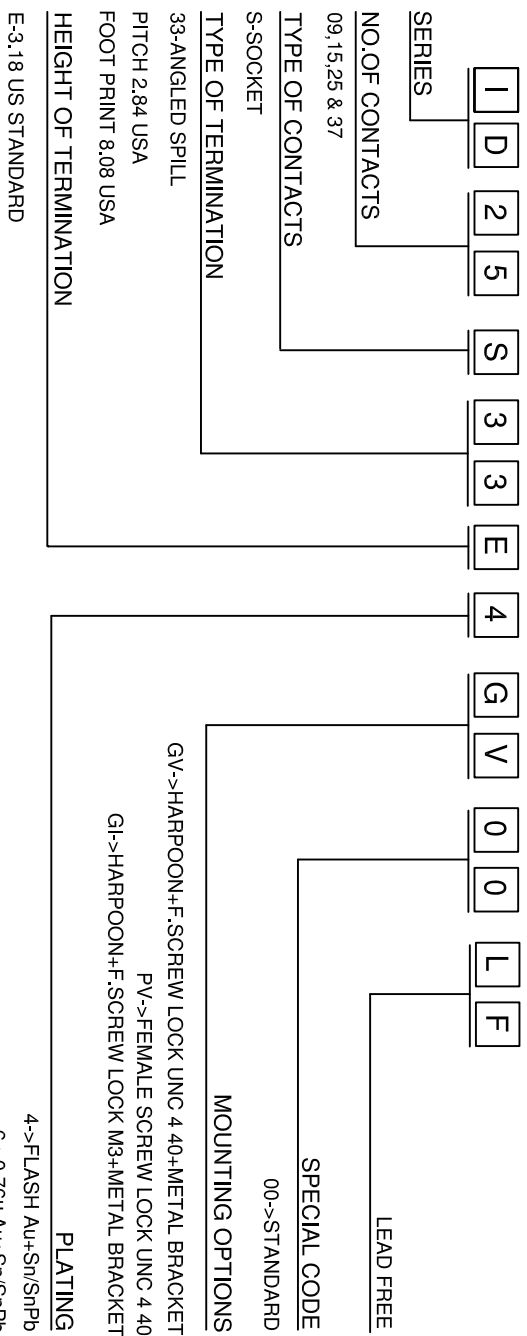 I D 2 5 S 3 3 E 4 G V 0 0 L F
SERIES
NO.OF CONTACTS
09,15,25 & 37
TYPE OF CONTACTS
S-SOCKET
TYPE OF TERMINATION
33-ANGLED SPILL
PITCH 2.84 USA
FOOT PRINT 8.08 USA
HEIGHT OF TERMINATION
E-3.18 US STANDARD
LEAD FREE
SPECIAL CODE
00->STANDARD
MOUNTING OPTIONS
GV->HARPOON+F.SCREW LOCK UNC 4 40+METAL BRACKET
PV->FEMALE SCREW LOCK UNC 4 40
GI->HARPOON+F.SCREW LOCK M3+METAL BRACKET
PLATING
4->FLASH Au+Sn/SnPb